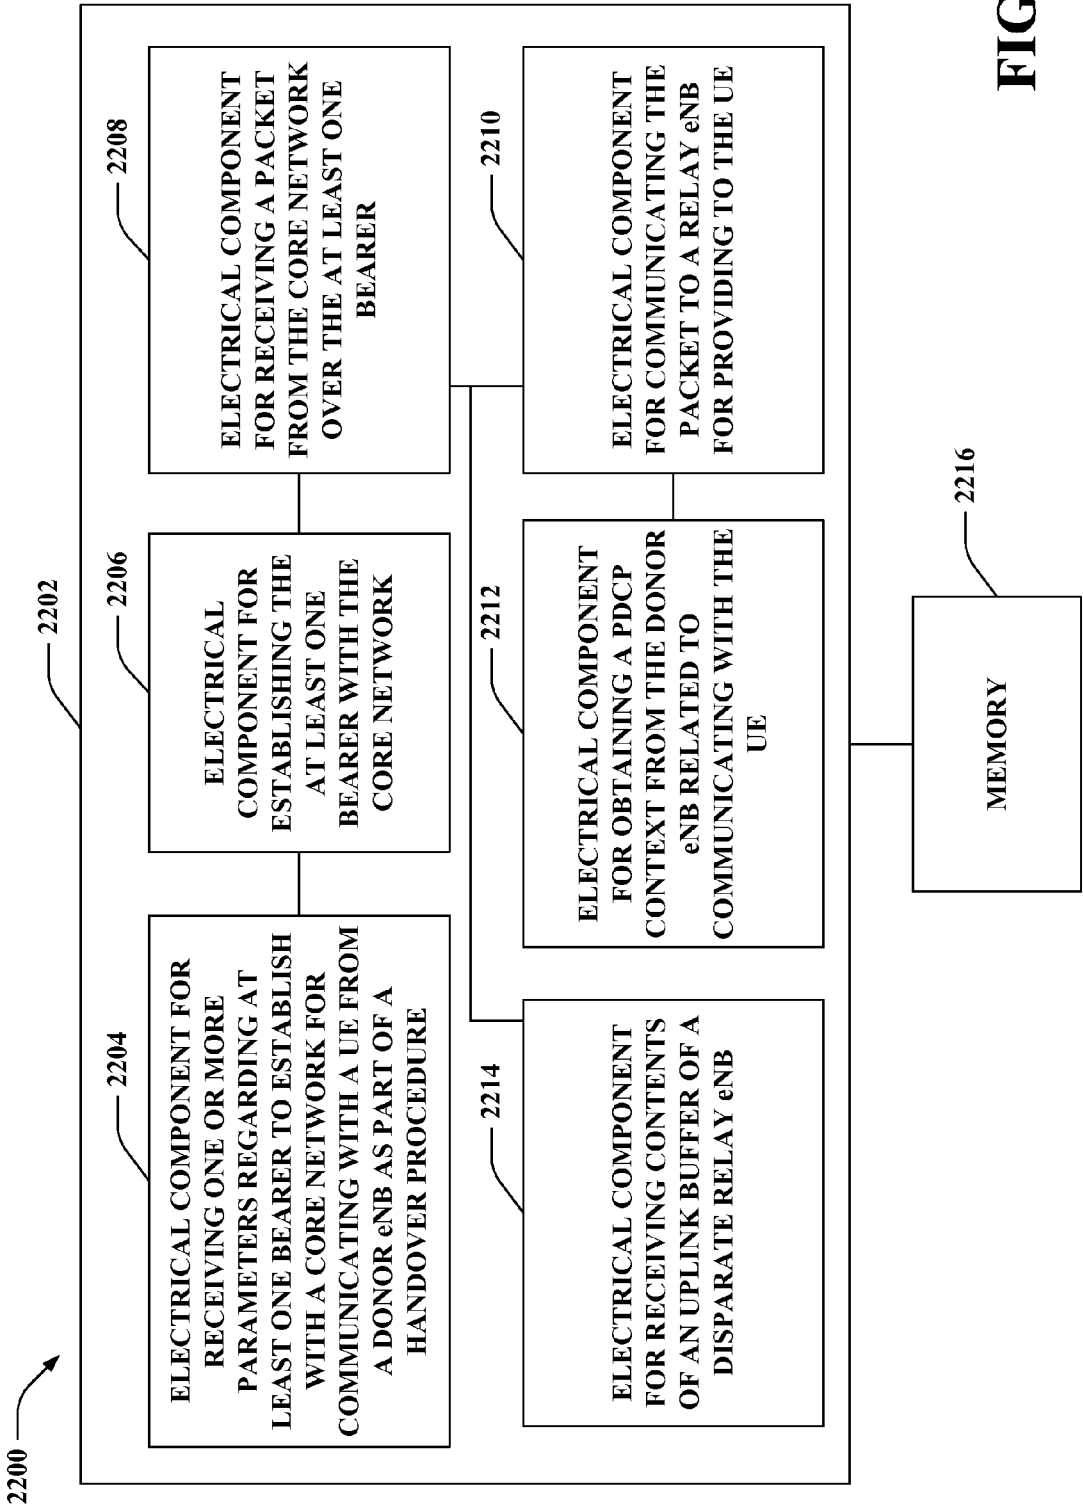 2200
2202
2204
ELECTRICAL COMPONENT FOR
RECEIVING ONE OR MORE
PARAMETERS REGARDING AT
LEAST ONE BEARER TO ESTABLISH
WITH A CORE NETWORK FOR
COMMUNICATING WITH A UE FROM
A DONOR eNB AS PART OF A
HANDOVER PROCEDURE
2206
ELECTRICAL
COMPONENT FOR
ESTABLISHING THE
AT LEAST ONE
BEARER WITH THE
CORE NETWORK
2208
ELECTRICAL COMPONENT
FOR RECEIVING A PACKET
FROM THE CORE NETWORK
OVER THE AT LEAST ONE
BEARER
2214
ELECTRICAL COMPONENT
FOR RECEIVING CONTENTS
OF AN UPLINK BUFFER OF A
DISPARATE RELAY eNB
2212
ELECTRICAL COMPONENT
FOR OBTAINING A PDCP
CONTEXT FROM THE DONOR
eNB RELATED TO
COMMUNICATING WITH THE
UE
2210
ELECTRICAL COMPONENT
FOR COMMUNICATING THE
PACKET TO A RELAY eNB
FOR PROVIDING TO THE UE
2216
MEMORY
FIG